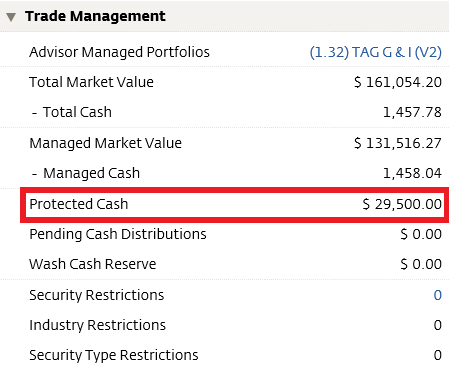 Trade Management
Advisor Managed Portfolios (1.32) TAG G & I (V2)
Total Market Value $ 161,054.20
- Total Cash 1,457.78
Managed Market Value $ 131,516.27
- Managed Cash 1,458.04
Protected Cash $ 29,500.00
Pending Cash Distributions $ 0.00
Wash Cash Reserve $ 0.00
Security Restrictions 0
Industry Restrictions 0
Security Type Restrictions 0